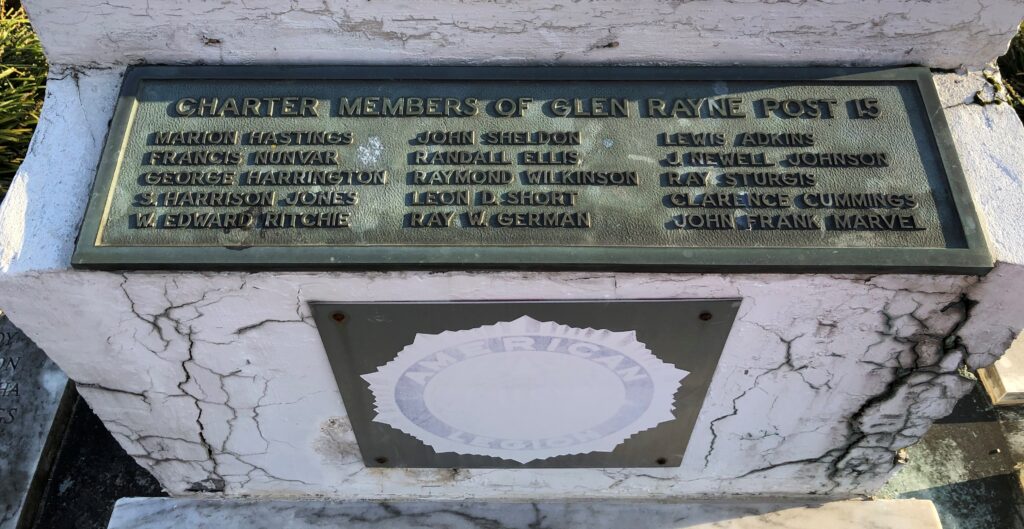 CHARTER MEMBERS OF GLEN RAYNE POST 15
MARION HASTINGS JOHN SHELDON LEWIS ADKINS
FRANCIS NUNVAR RANDALL ELLIS J. NEWELL JOHNSON
GEORGE HARRINGTON RAYMOND WILKINSON RAY STURGIS
S. HARRISON JONES LEON D. SHORT CLARENCE CUMMINGS
W. EDWARD RITCHIE RAY W. GERMAN JOHN FRANK MARVEL
AMERICAN
LEGION